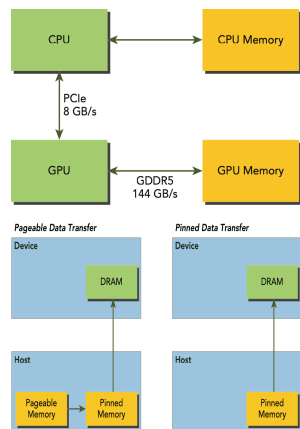 CPU
CPU Memory
PCIe
8 GB/s
GPU
GPU Memory
GDDR5
144 GB/s
Pageable Data Transfer
Pinned Data Transfer
Device
Device
DRAM
DRAM
Host
Host
Pageable
Memory
Pinned
Memory
Pinned
Memory